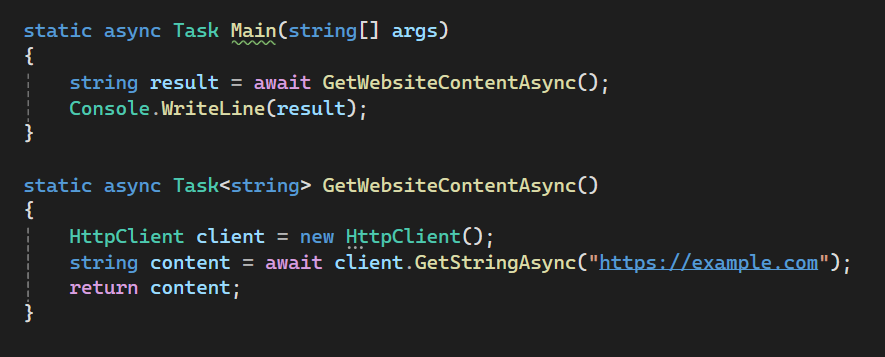 static async Task Main(string[] args)
{
    string result = await GetWebsiteContentAsync();
    Console.WriteLine(result);
}

static async Task<string> GetWebsiteContentAsync()
{
    HttpClient client = new HttpClient();
    string content = await client.GetStringAsync("https://example.com");
    return content;
}